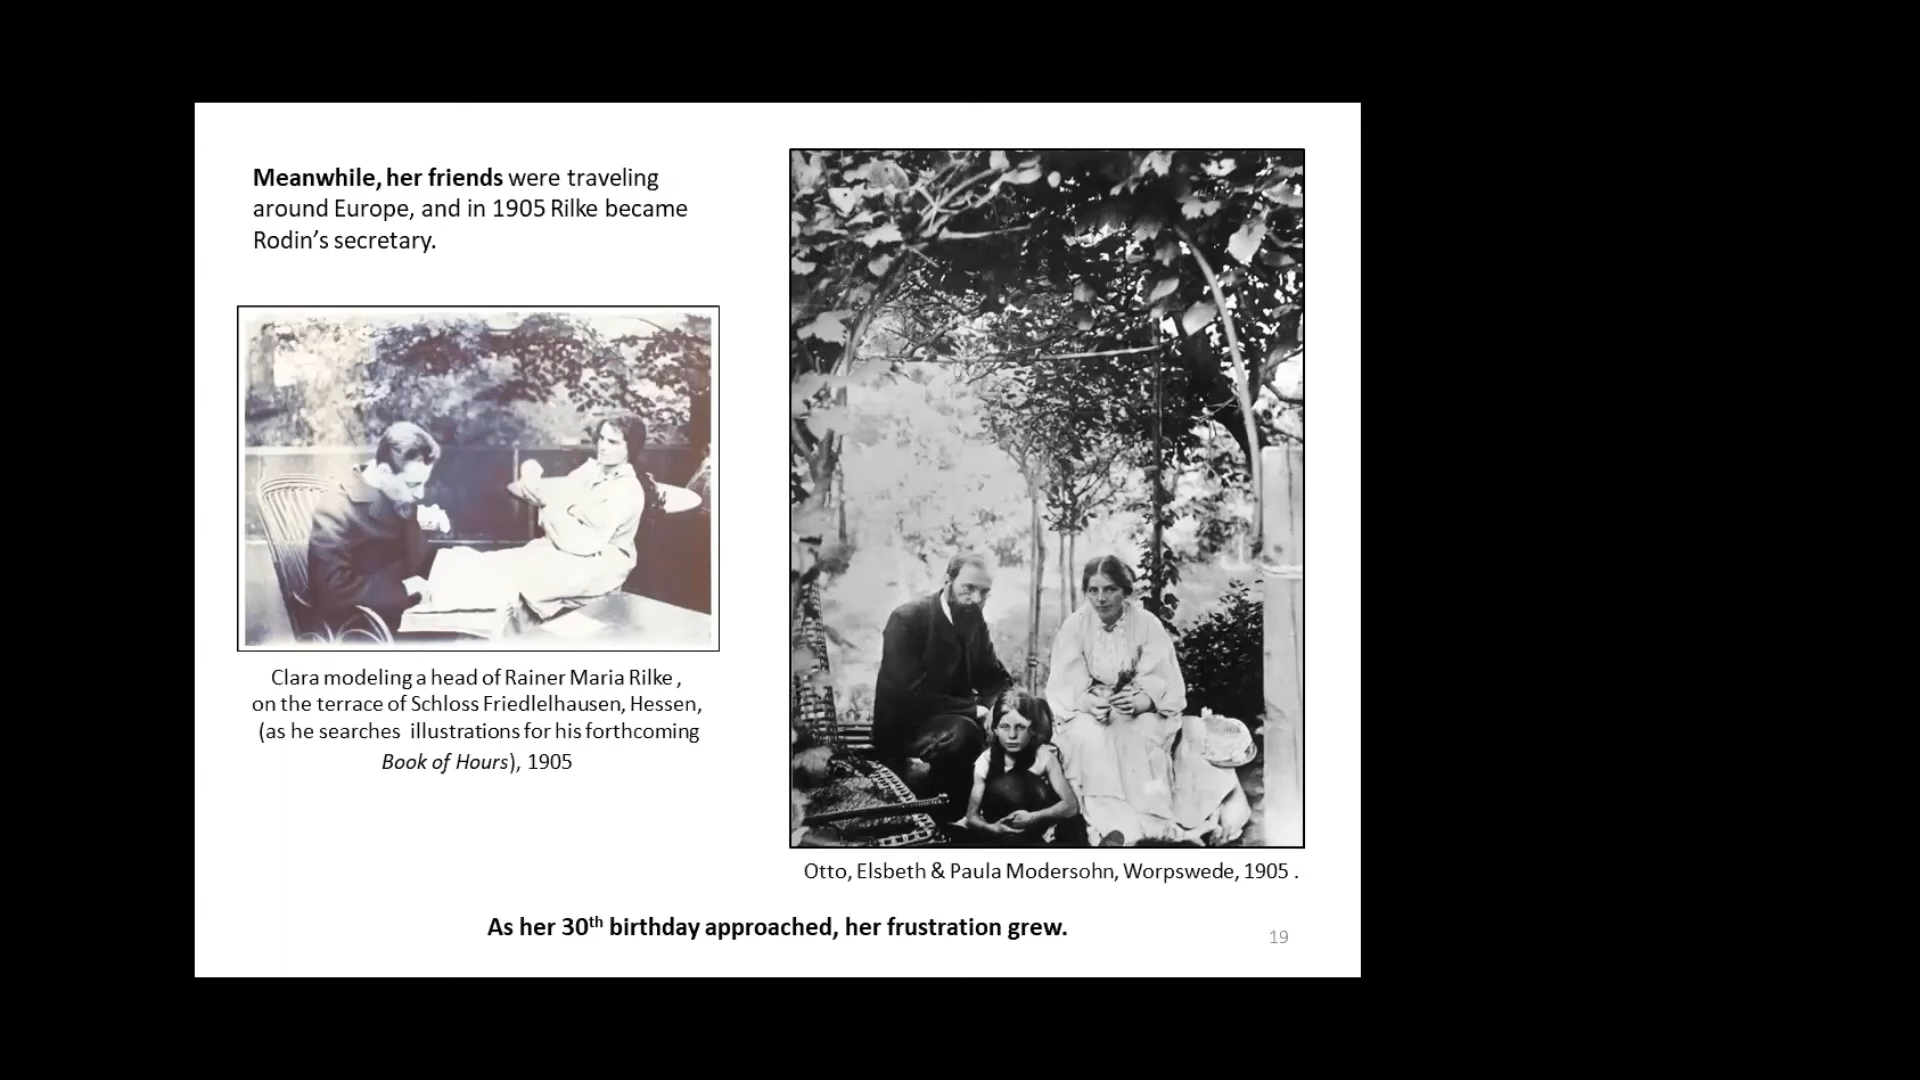 Meanwhile, her friends were traveling
around Europe, and in 1905 Rilke became
Rodin's secretary.
Clara modeling a head of Rainer Maria Rilke ,
on the terrace of Schloss Friedlelhausen, Hessen,
(as he searches illustrations for his forthcoming
Book of Hours), 1905
Otto, Elsbeth & Paula Modersohn, Worpswede, 1905 .
As her 30th birthday approached, her frustration grew.
19